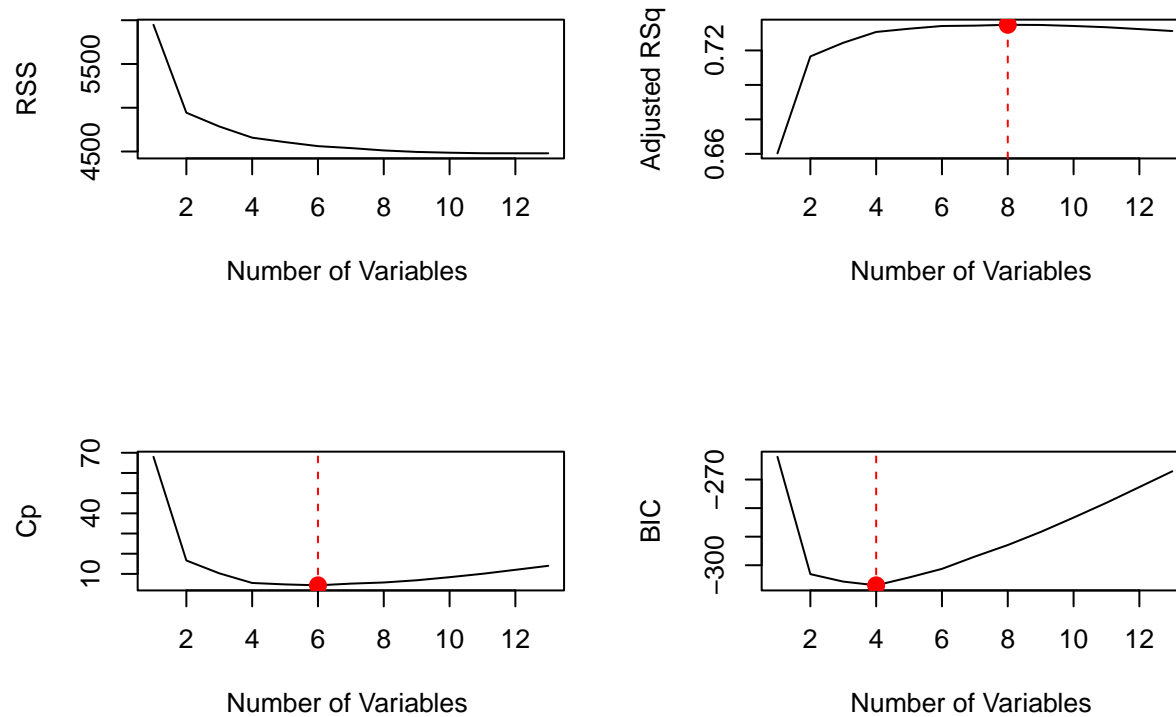 RSS
4500 5500
2 4 6 8 10 12
Number of Variables
Adjusted RSq
0.66 0.72
2 4 6 8 10 12
Number of Variables
Cp
10 40 70
2 4 6 8 10 12
Number of Variables
BIC
−300 −270
2 4 6 8 10 12
Number of Variables